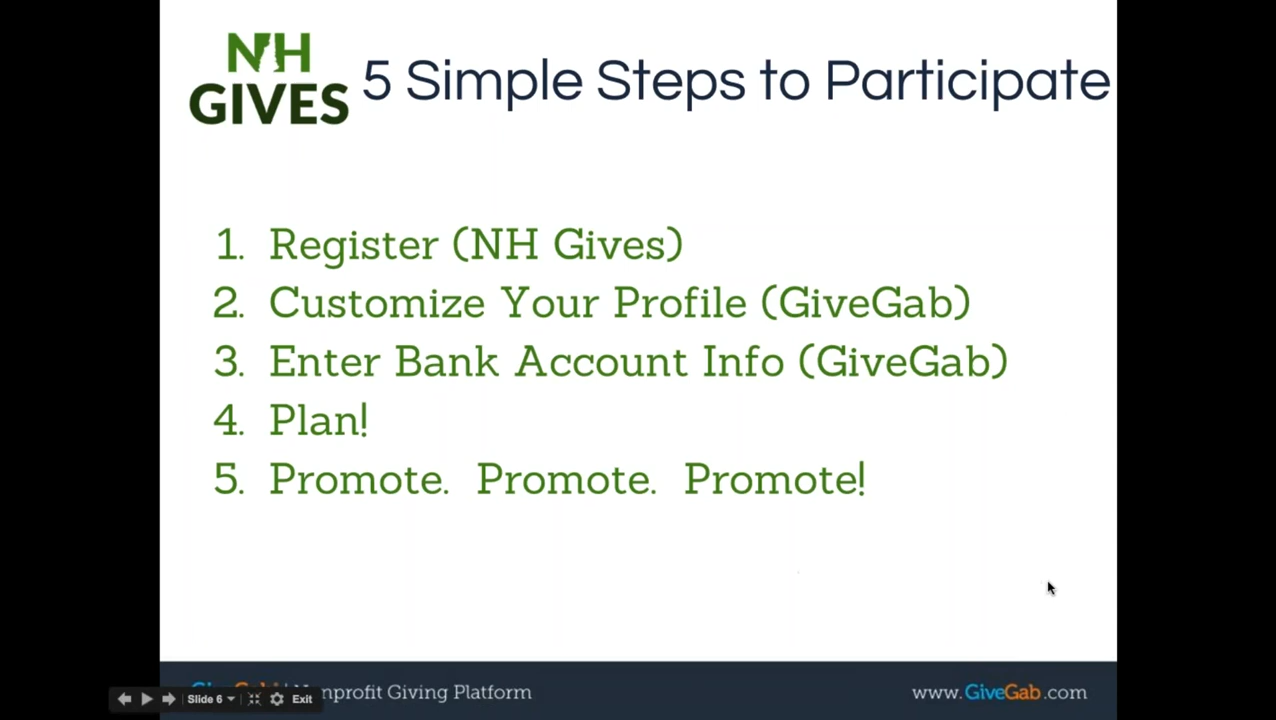 NH
GIVES
5 Simple Steps to Participate
1. Register (NH Gives)
2. Customize Your Profile (GiveGab)
3. Enter Bank Account Info (GiveGab)
4. Plan!
5. Promote. Promote. Promote!
nprofit Giving Platform
www.GiveGab.com
Slide 6
Exit